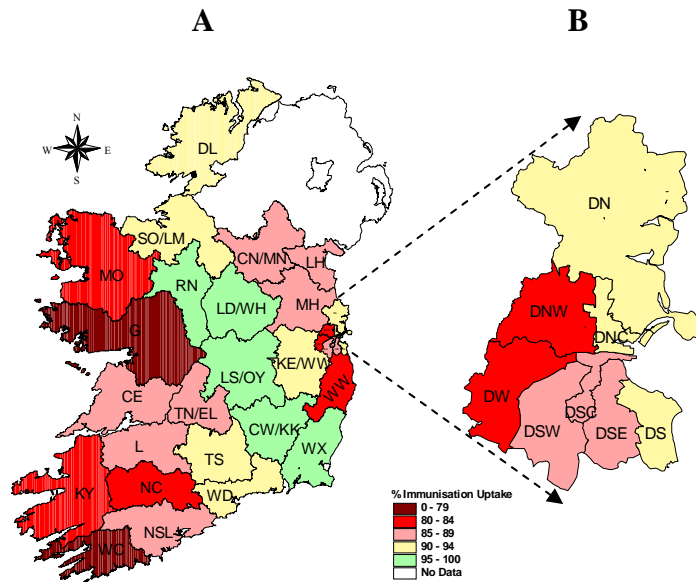 A
B
N
W E
S
DL
SO/LM
MO
CN/MN
LH
RN
LD/WH
MH
G
KE/WW
LS/OY
WW
CE
TN/EL
CW/KK
L
TS
WX
KY
NC
WD
NSL
WC
DN
DNW
DNC
DW
DSC
DSW
DSE
DS
% Immunisation Uptake
0 - 79
80 - 84
85 - 89
90 - 94
95 - 100
No Data